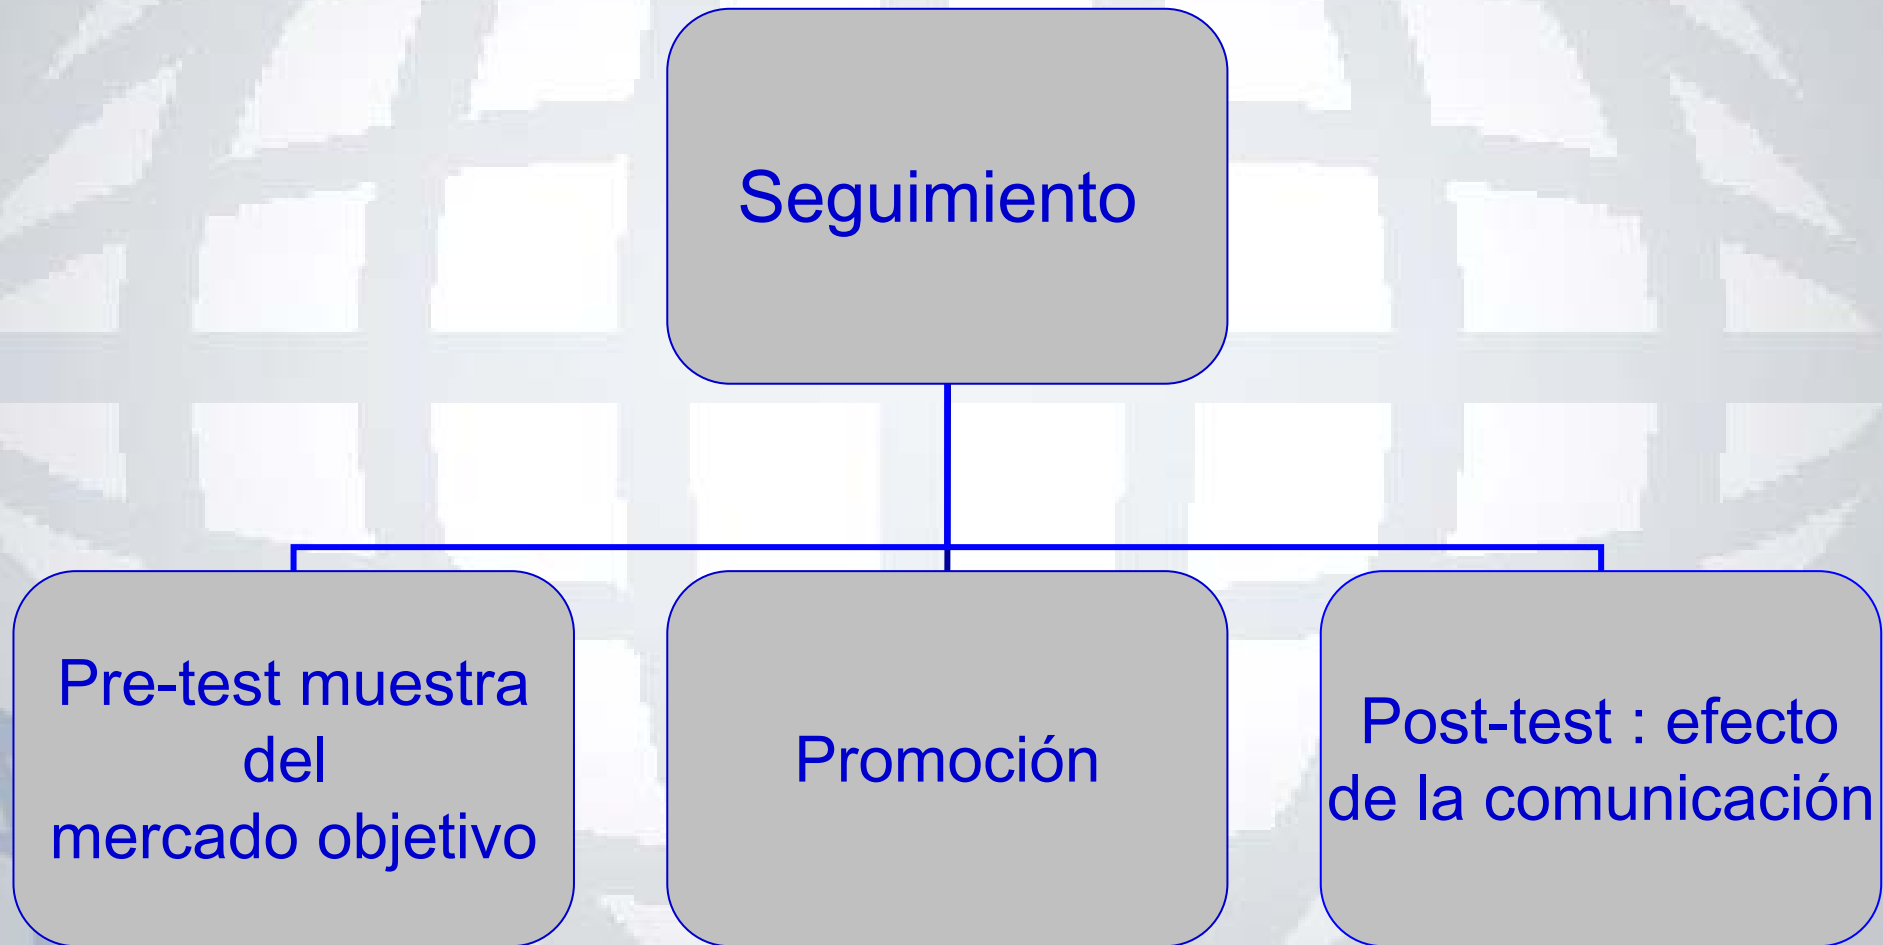 Seguimiento
Pre-test muestra
del
mercado objetivo
Promoción
Post-test : efecto
de la comunicación